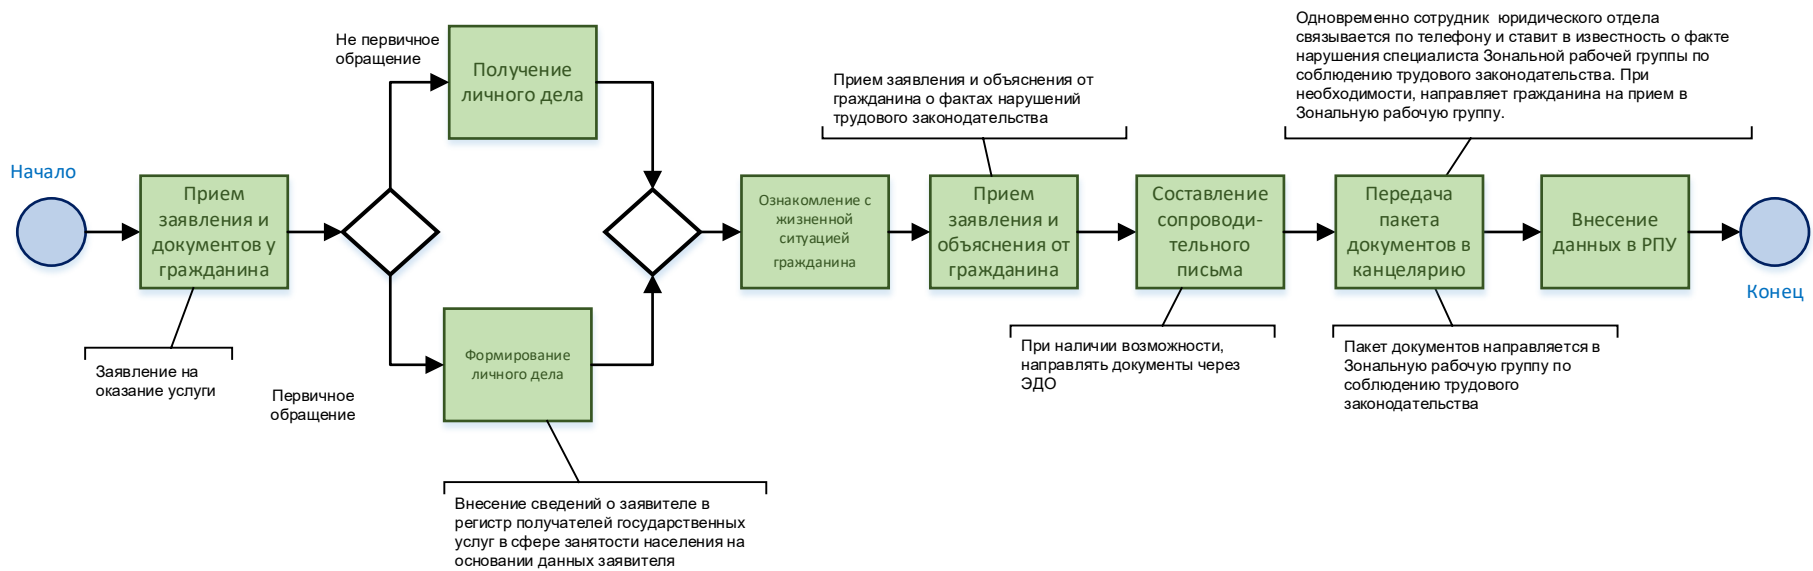 Начало
Прием
заявления и
документов у
гражданина
Заявление на
оказание услуги
Не первичное
обращение
Получение
личного дела
Первичное
обращение
Формирование
личного дела
Внесение сведений о заявителе в
регистр получателей государственных
услуг в сфере занятости населения на
основании данных заявителя
Ознакомление с
жизненной
ситуацией
гражданина
Прием заявления и объяснения от
гражданина о фактах нарушений
трудового законодательства
Прием
заявления и
объяснения от
гражданина
Составление
сопроводи-
тельного
письма
При наличии возможности,
направлять документы через
ЭДО
Одновременно сотрудник  юридического отдела
связывается по телефону и ставит в известность о факте
нарушения специалиста Зональной рабочей группы по
соблюдению трудового законодательства. При
необходимости, направляет гражданина на прием в
Зональную рабочую группу.
Передача
пакета
документов в
канцелярию
Пакет документов направляется в
Зональную рабочую группу по
соблюдению трудового
законодательства
Внесение
данных в РПУ
Конец